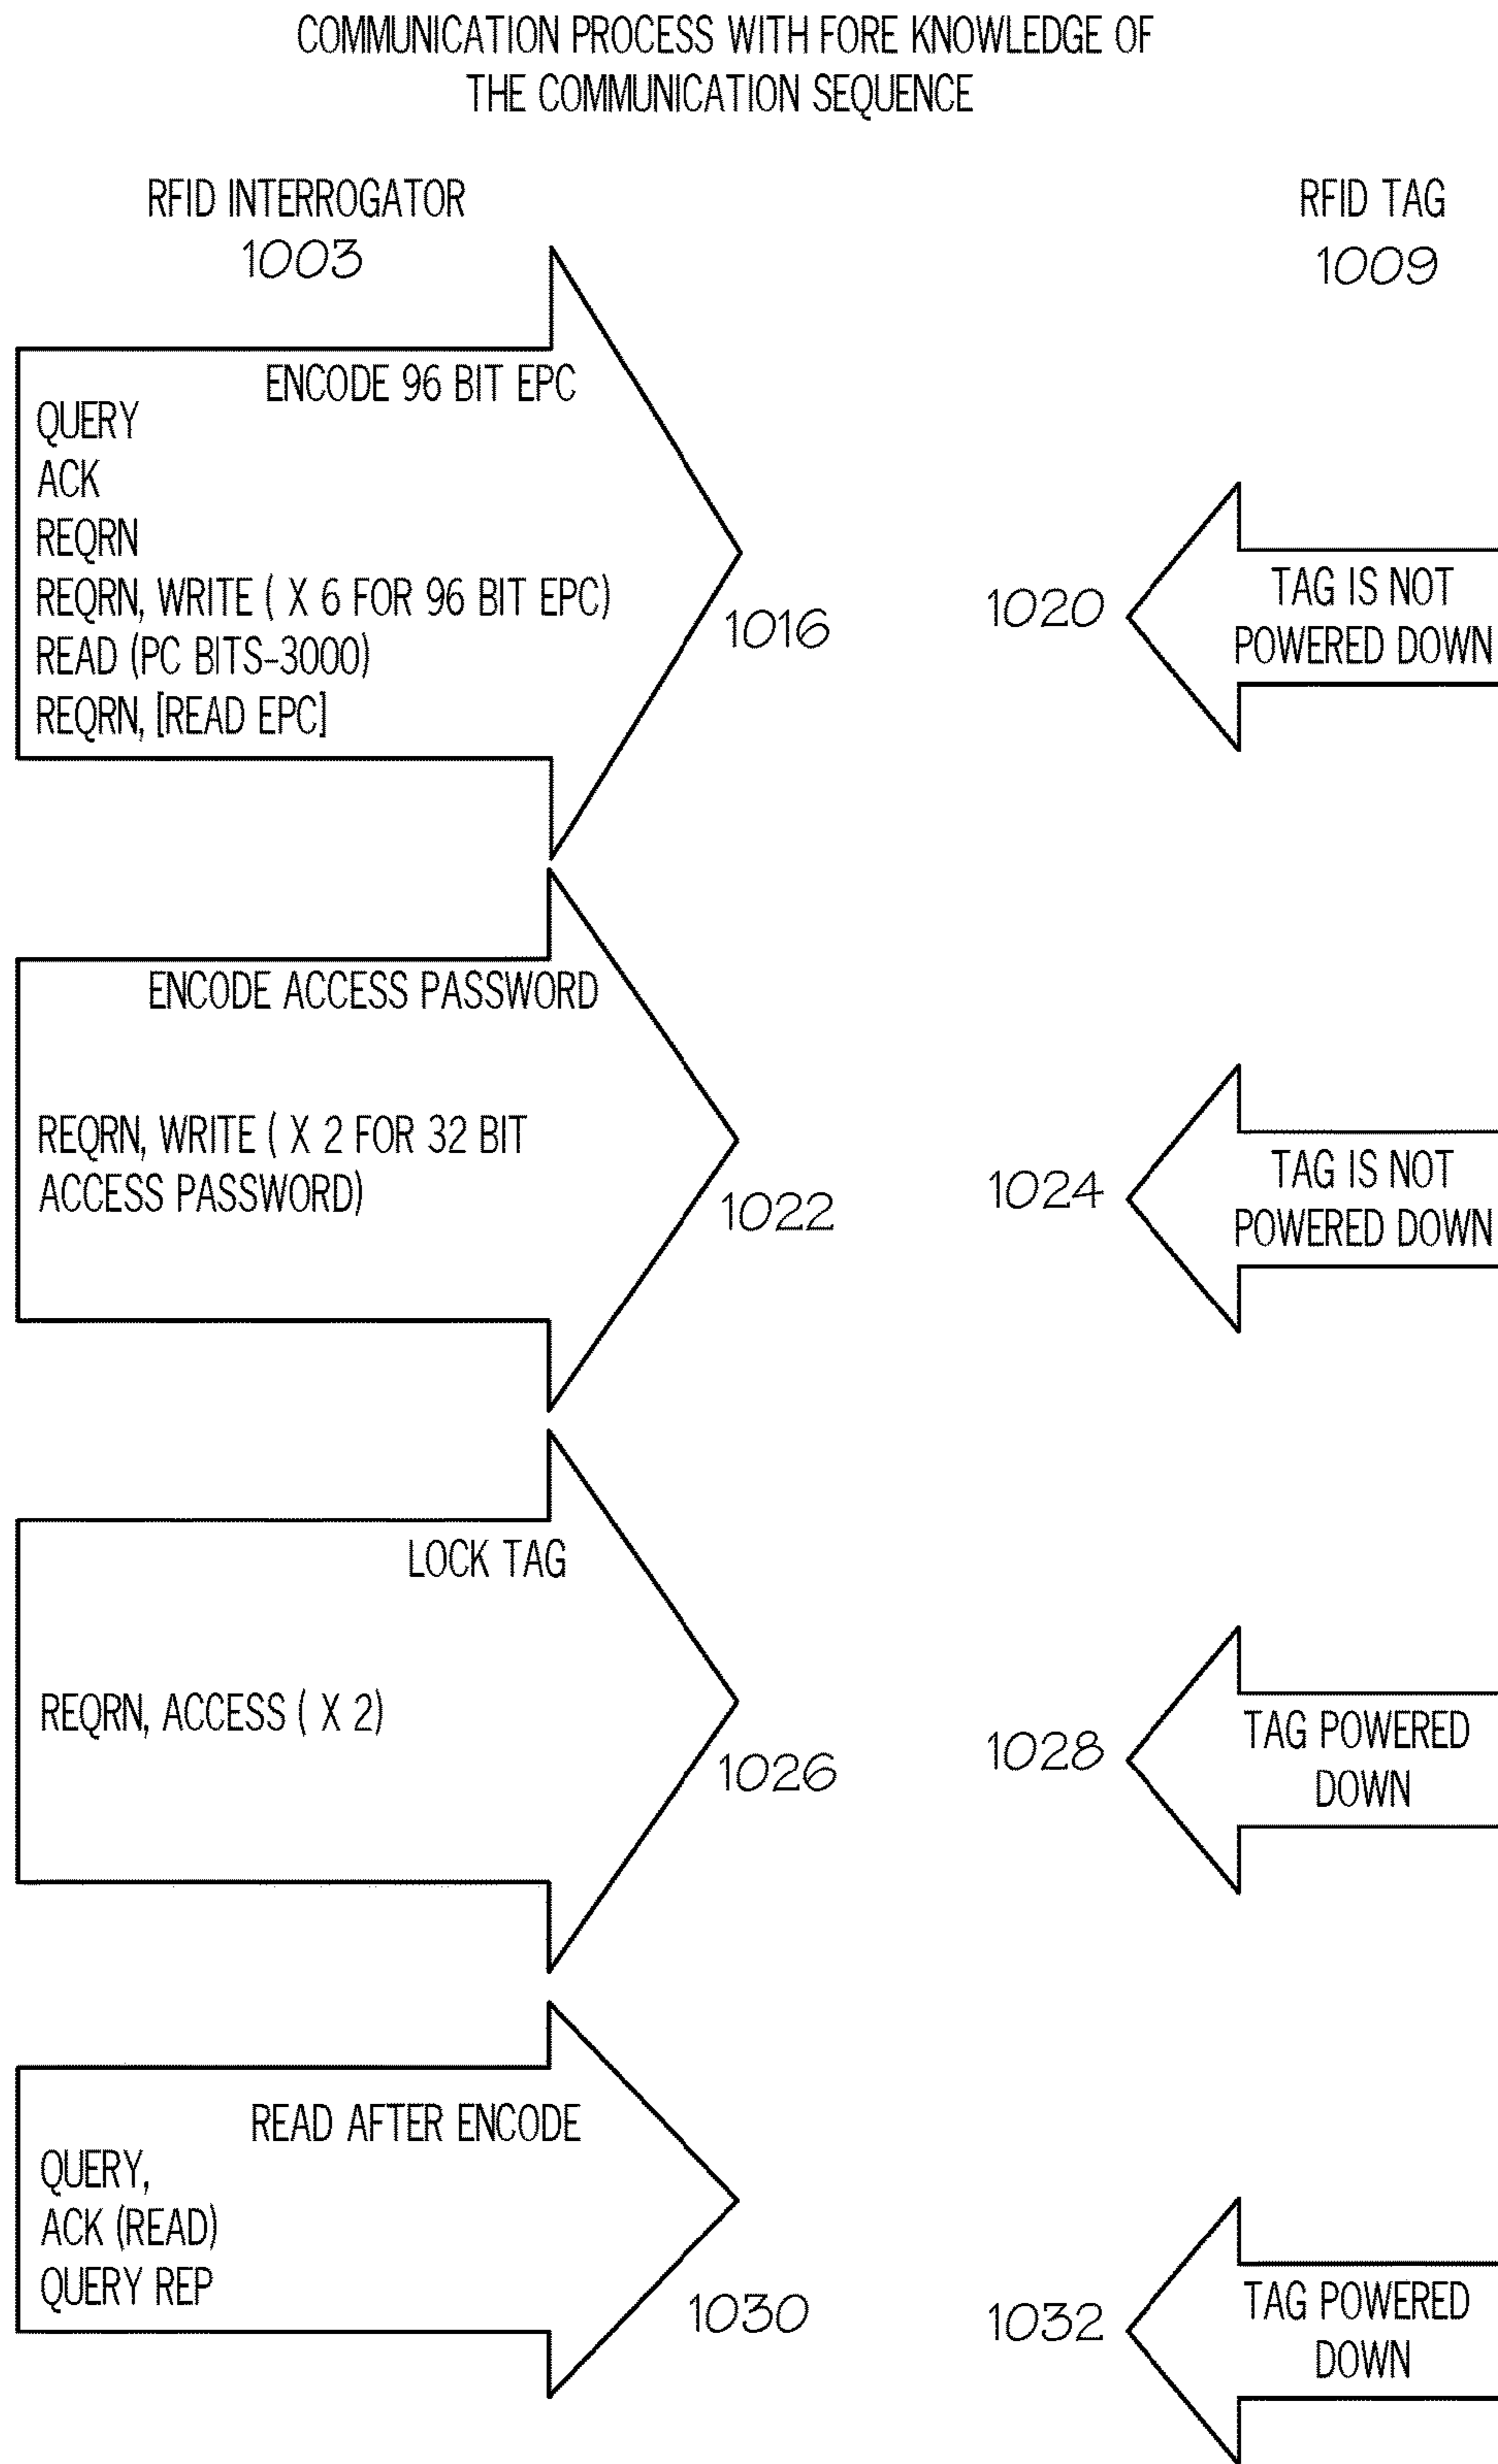 COMMUNICATION PROCESS WITH FORE KNOWLEDGE OF
THE COMMUNICATION SEQUENCE
RFID INTERROGATOR
1003
RFID TAG
1009
ENCODE 96 BIT EPC
QUERY
ACK
REQRN
REQRN, WRITE ( X 6 FOR 96 BIT EPC)
READ (PC BITS-3000)
REQRN, [READ EPC]
1016
1020
TAG IS NOT
POWERED DOWN
ENCODE ACCESS PASSWORD
REQRN, WRITE ( X 2 FOR 32 BIT
ACCESS PASSWORD)
1022
1024
TAG IS NOT
POWERED DOWN
LOCK TAG
REQRN, ACCESS ( X 2)
1026
1028
TAG POWERED
DOWN
READ AFTER ENCODE
QUERY,
ACK (READ)
QUERY REP
1030
1032
TAG POWERED
DOWN